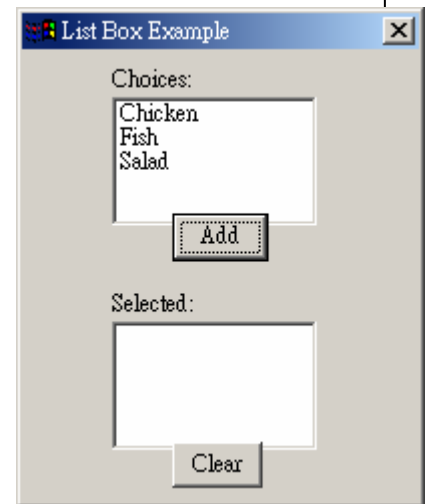 List Box Example
Choices:
Chicken
Fish
Salad
Add
Selected:
Clear